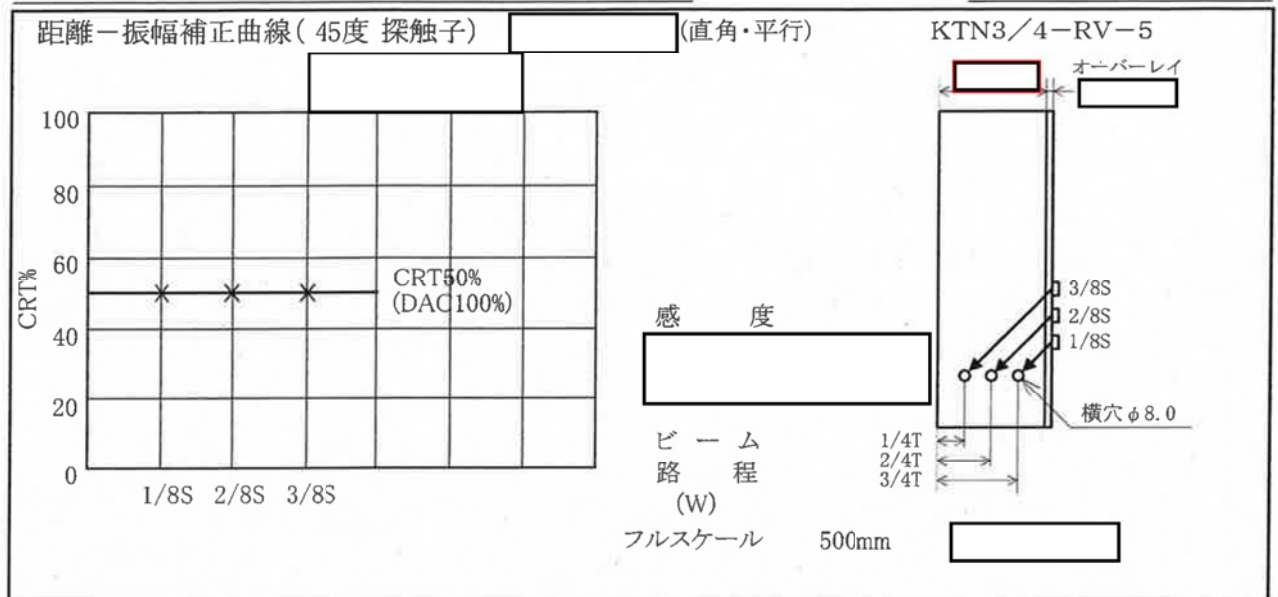 距離－振幅補正曲線( 45度 探触子)
(直角･平行)
KTN3／4－RV－5
オーバーレイ
100
80
60
40
20
0
CRT%
CRT50%
(DAC100%)
1/8S 2/8S 3/8S
感 度
ビ ー ム
路 程
(W)
フルスケール 500mm
3/8S
2/8S
1/8S
横穴φ8.0
1/4T
2/4T
3/4T